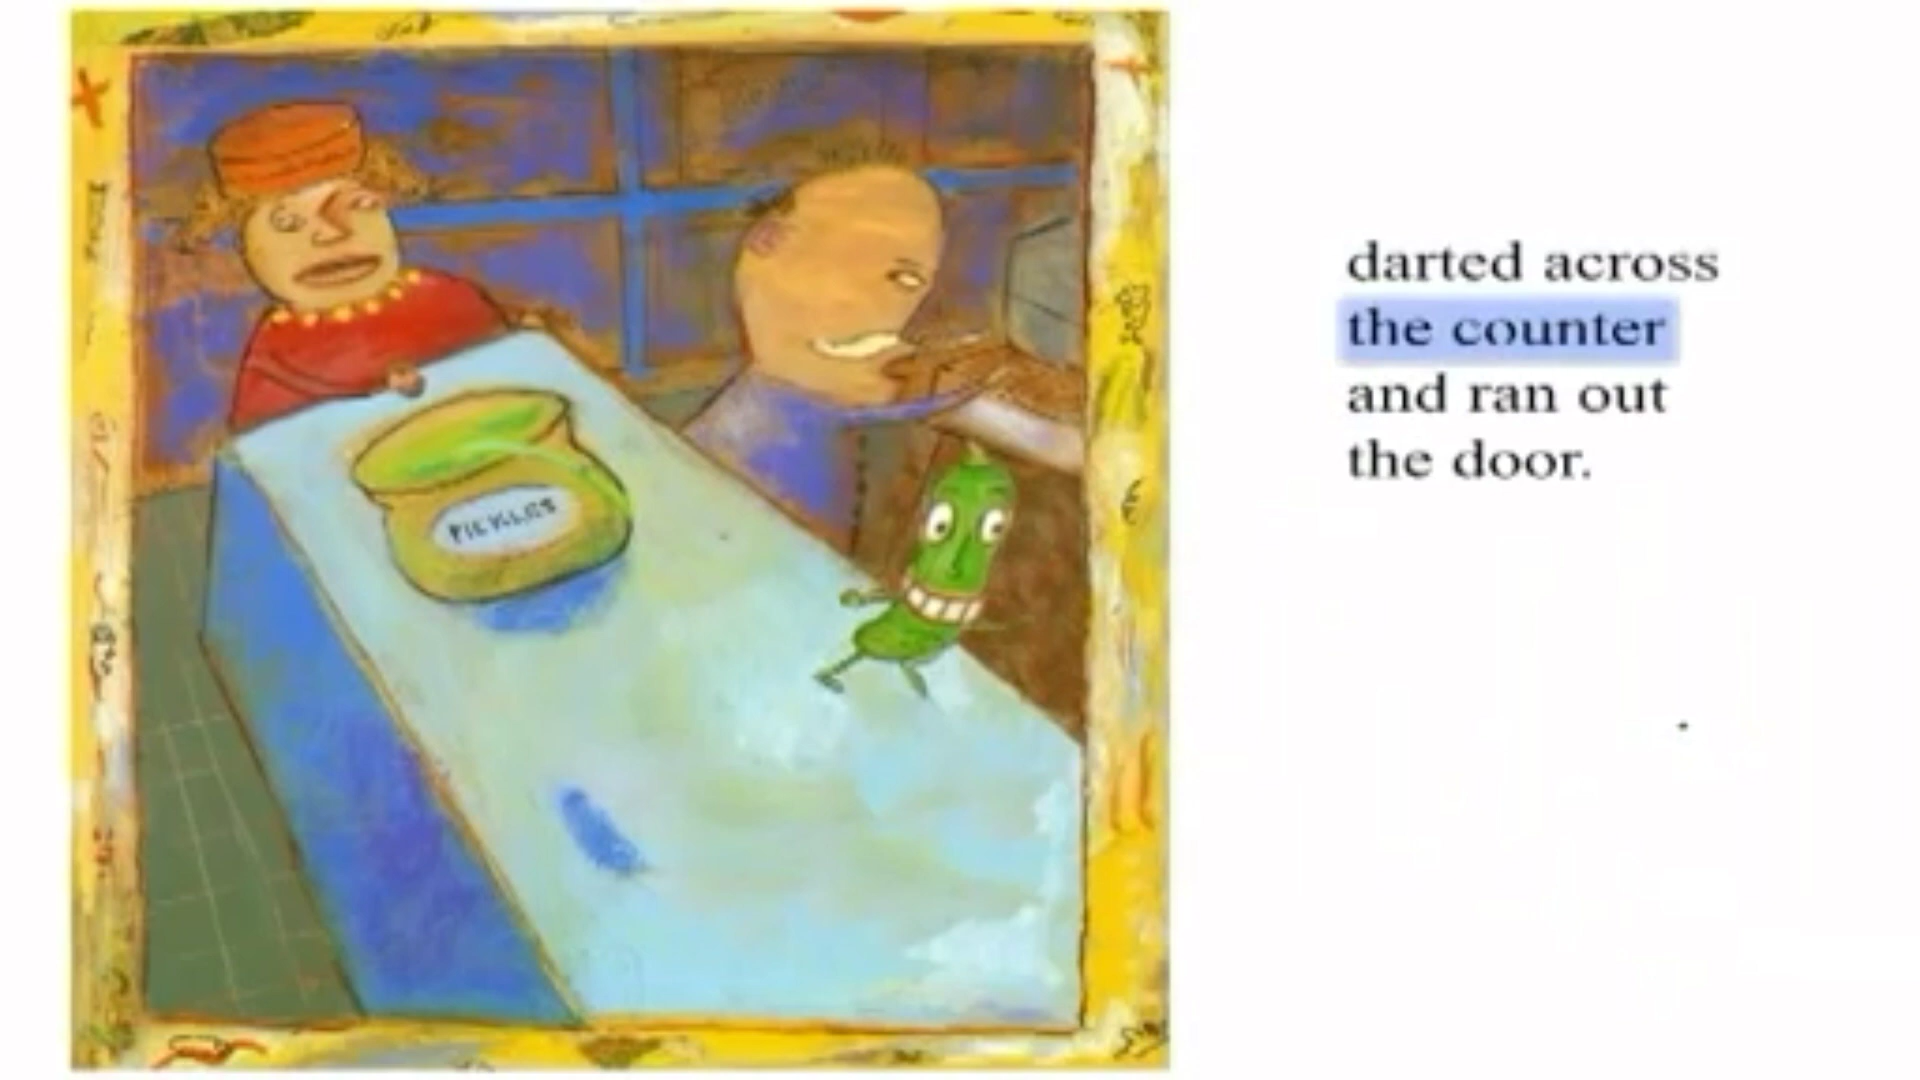 PICKLES
darted across
the counter
and ran out
the door.